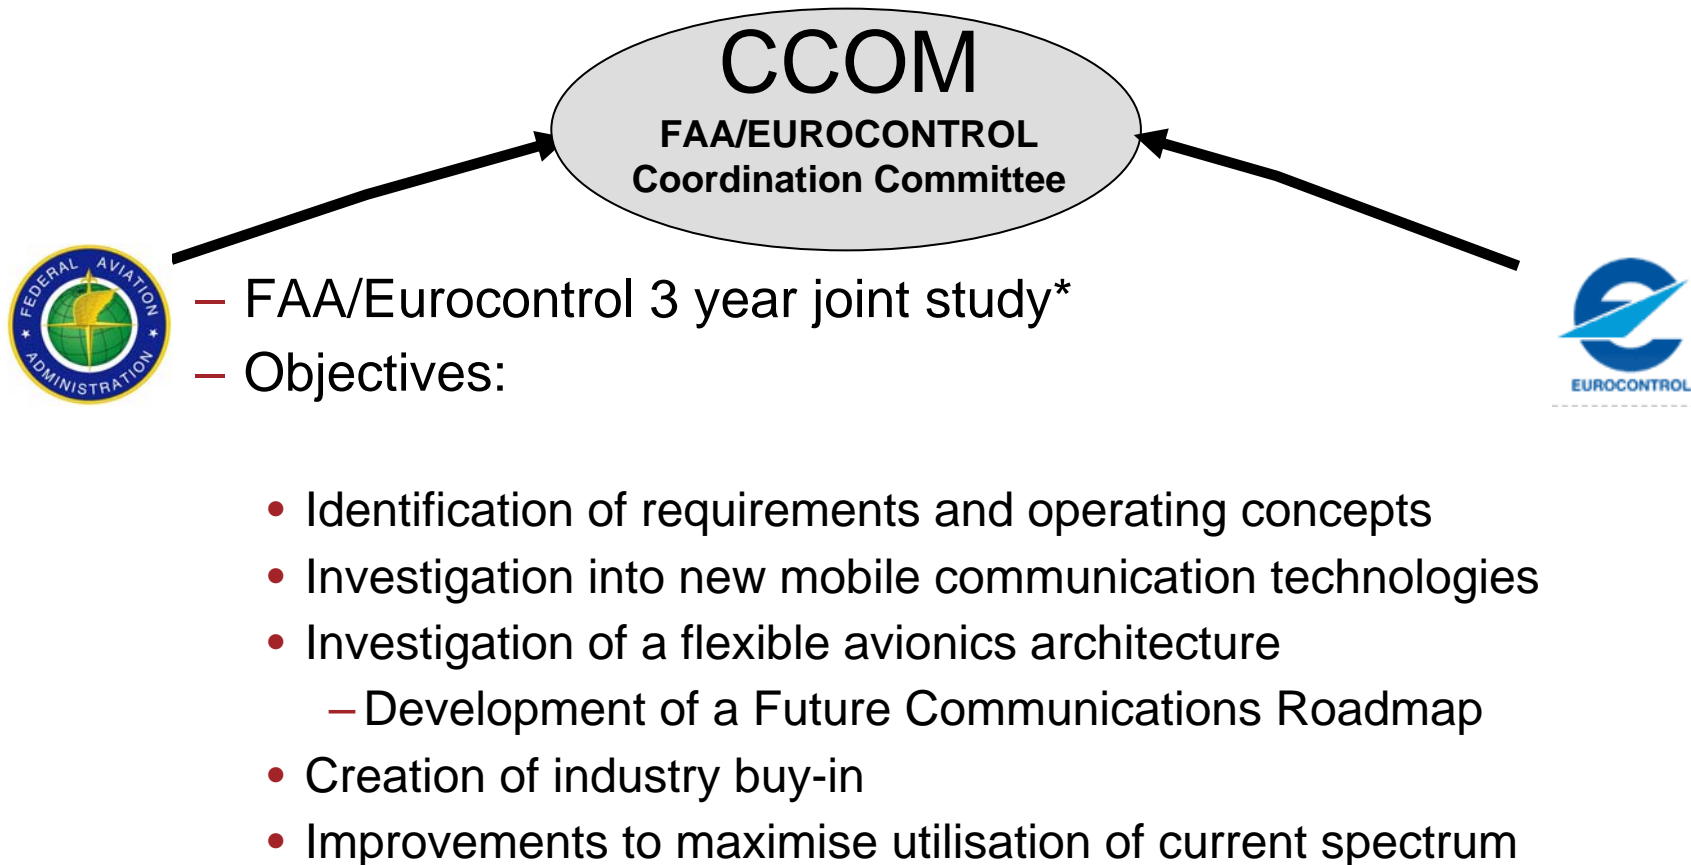 CCOM
FAA/EUROCONTROL
Coordination Committee
FEDERAL AVIATION
ADMINISTRATION
– FAA/Eurocontrol 3 year joint study*
– Objectives:
EUROCONTROL
• Identification of requirements and operating concepts
• Investigation into new mobile communication technologies
• Investigation of a flexible avionics architecture
– Development of a Future Communications Roadmap
• Creation of industry buy-in
• Improvements to maximise utilisation of current spectrum